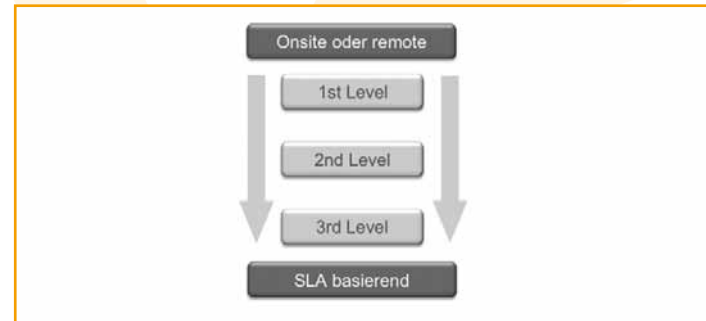 Onsite oder remote
1st Level
2nd Level
3rd Level
SLA basierend